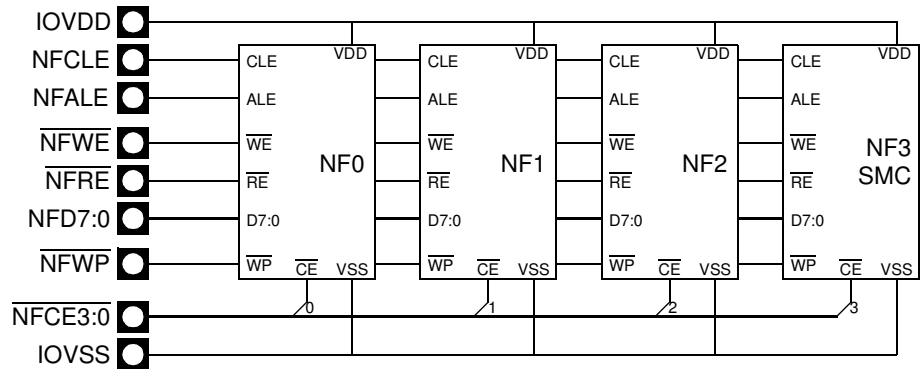 IOVDD
NFCLE
NFALE
NFWE
NFRE
NFD7:0
NFWP
NFCE3:0
IOVSS
VDD
CLE
ALE
WE
NF0
RE
D7:0
WP
CE
VSS
0
VDD
CLE
ALE
WE
NF1
RE
D7:0
WP
CE
VSS
1
VDD
CLE
ALE
WE
NF2
RE
D7:0
WP
CE
VSS
2
VDD
CLE
ALE
WE
NF3
SMC
RE
D7:0
WP
CE
VSS
3